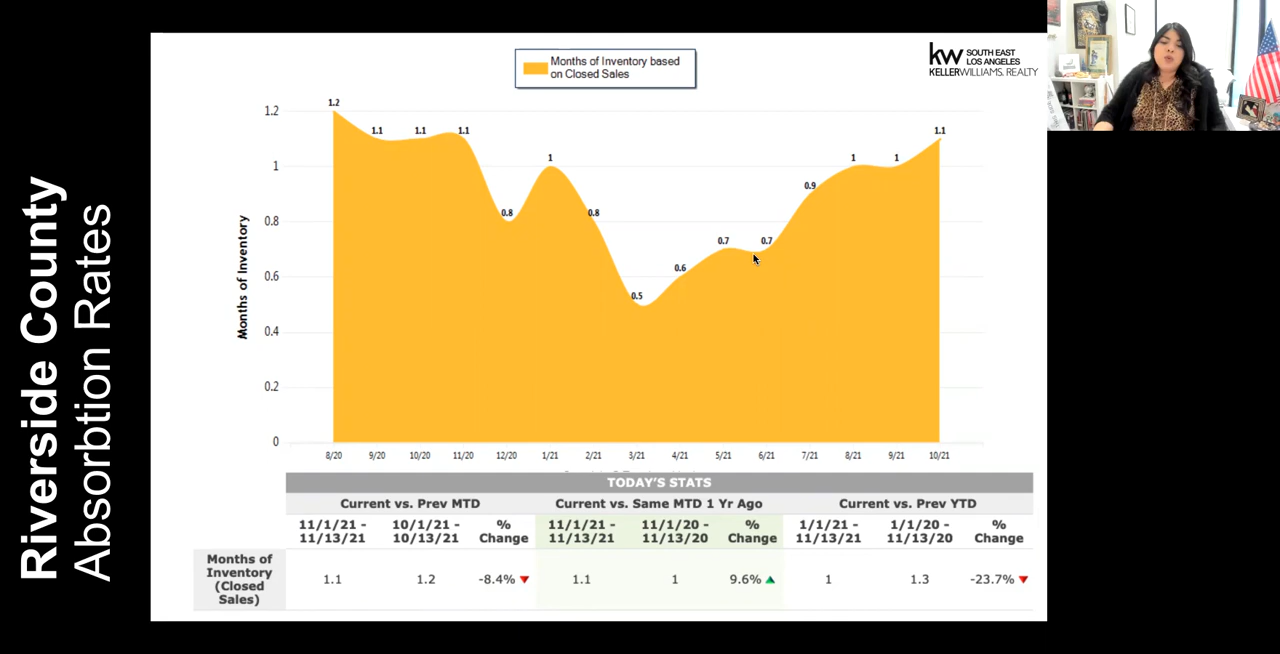 Riverside County
Absorbtion Rates
Months of Inventory based
on Closed Sales
kw SOUTH EAST
LOS ANGELES
KELLERWILLIAMS. REALTY
Months of Inventory
1.2
1
0.8
0.6
0.4
0.2
0
1.2
1.1
1.1
1.1
0.8
1
0.8
0.5
0.6
0.7
0.7
0.9
1
1
1.1
8/20 9/20 10/20 11/20 12/20 1/21 2/21 3/21 4/21 5/21 6/21 7/21 8/21 9/21 10/21
TODAY'S STATS
Current vs. Prev MTD Current vs. Same MTD 1 Yr Ago Current vs. Prev YTD
11/1/21 - 10/1/21 - % 11/1/21 - 11/1/20 - % 1/1/21 - 1/1/20 - %
11/13/21 10/13/21 Change 11/13/21 11/13/20 Change 11/13/21 11/13/20 Change
Months of
Inventory
(Closed
Sales)
1.1 1.2 -8.4% 1.1 1 9.6% 1 1.3 -23.7%